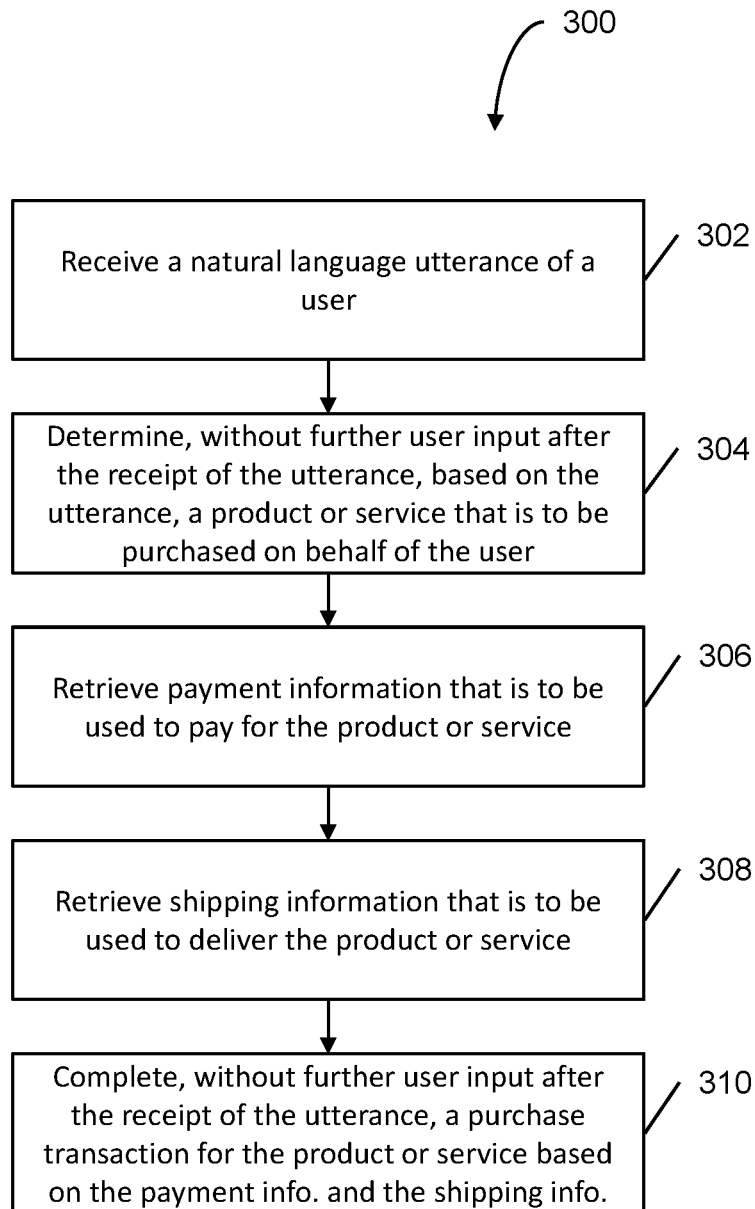 300
Receive a natural language utterance of a
user
302
Determine, without further user input after
the receipt of the utterance, based on the
utterance, a product or service that is to be
purchased on behalf of the user
304
Retrieve payment information that is to be
used to pay for the product or service
306
Retrieve shipping information that is to be
used to deliver the product or service
308
Complete, without further user input after
the receipt of the utterance, a purchase
transaction for the product or service based
on the payment info. and the shipping info.
310